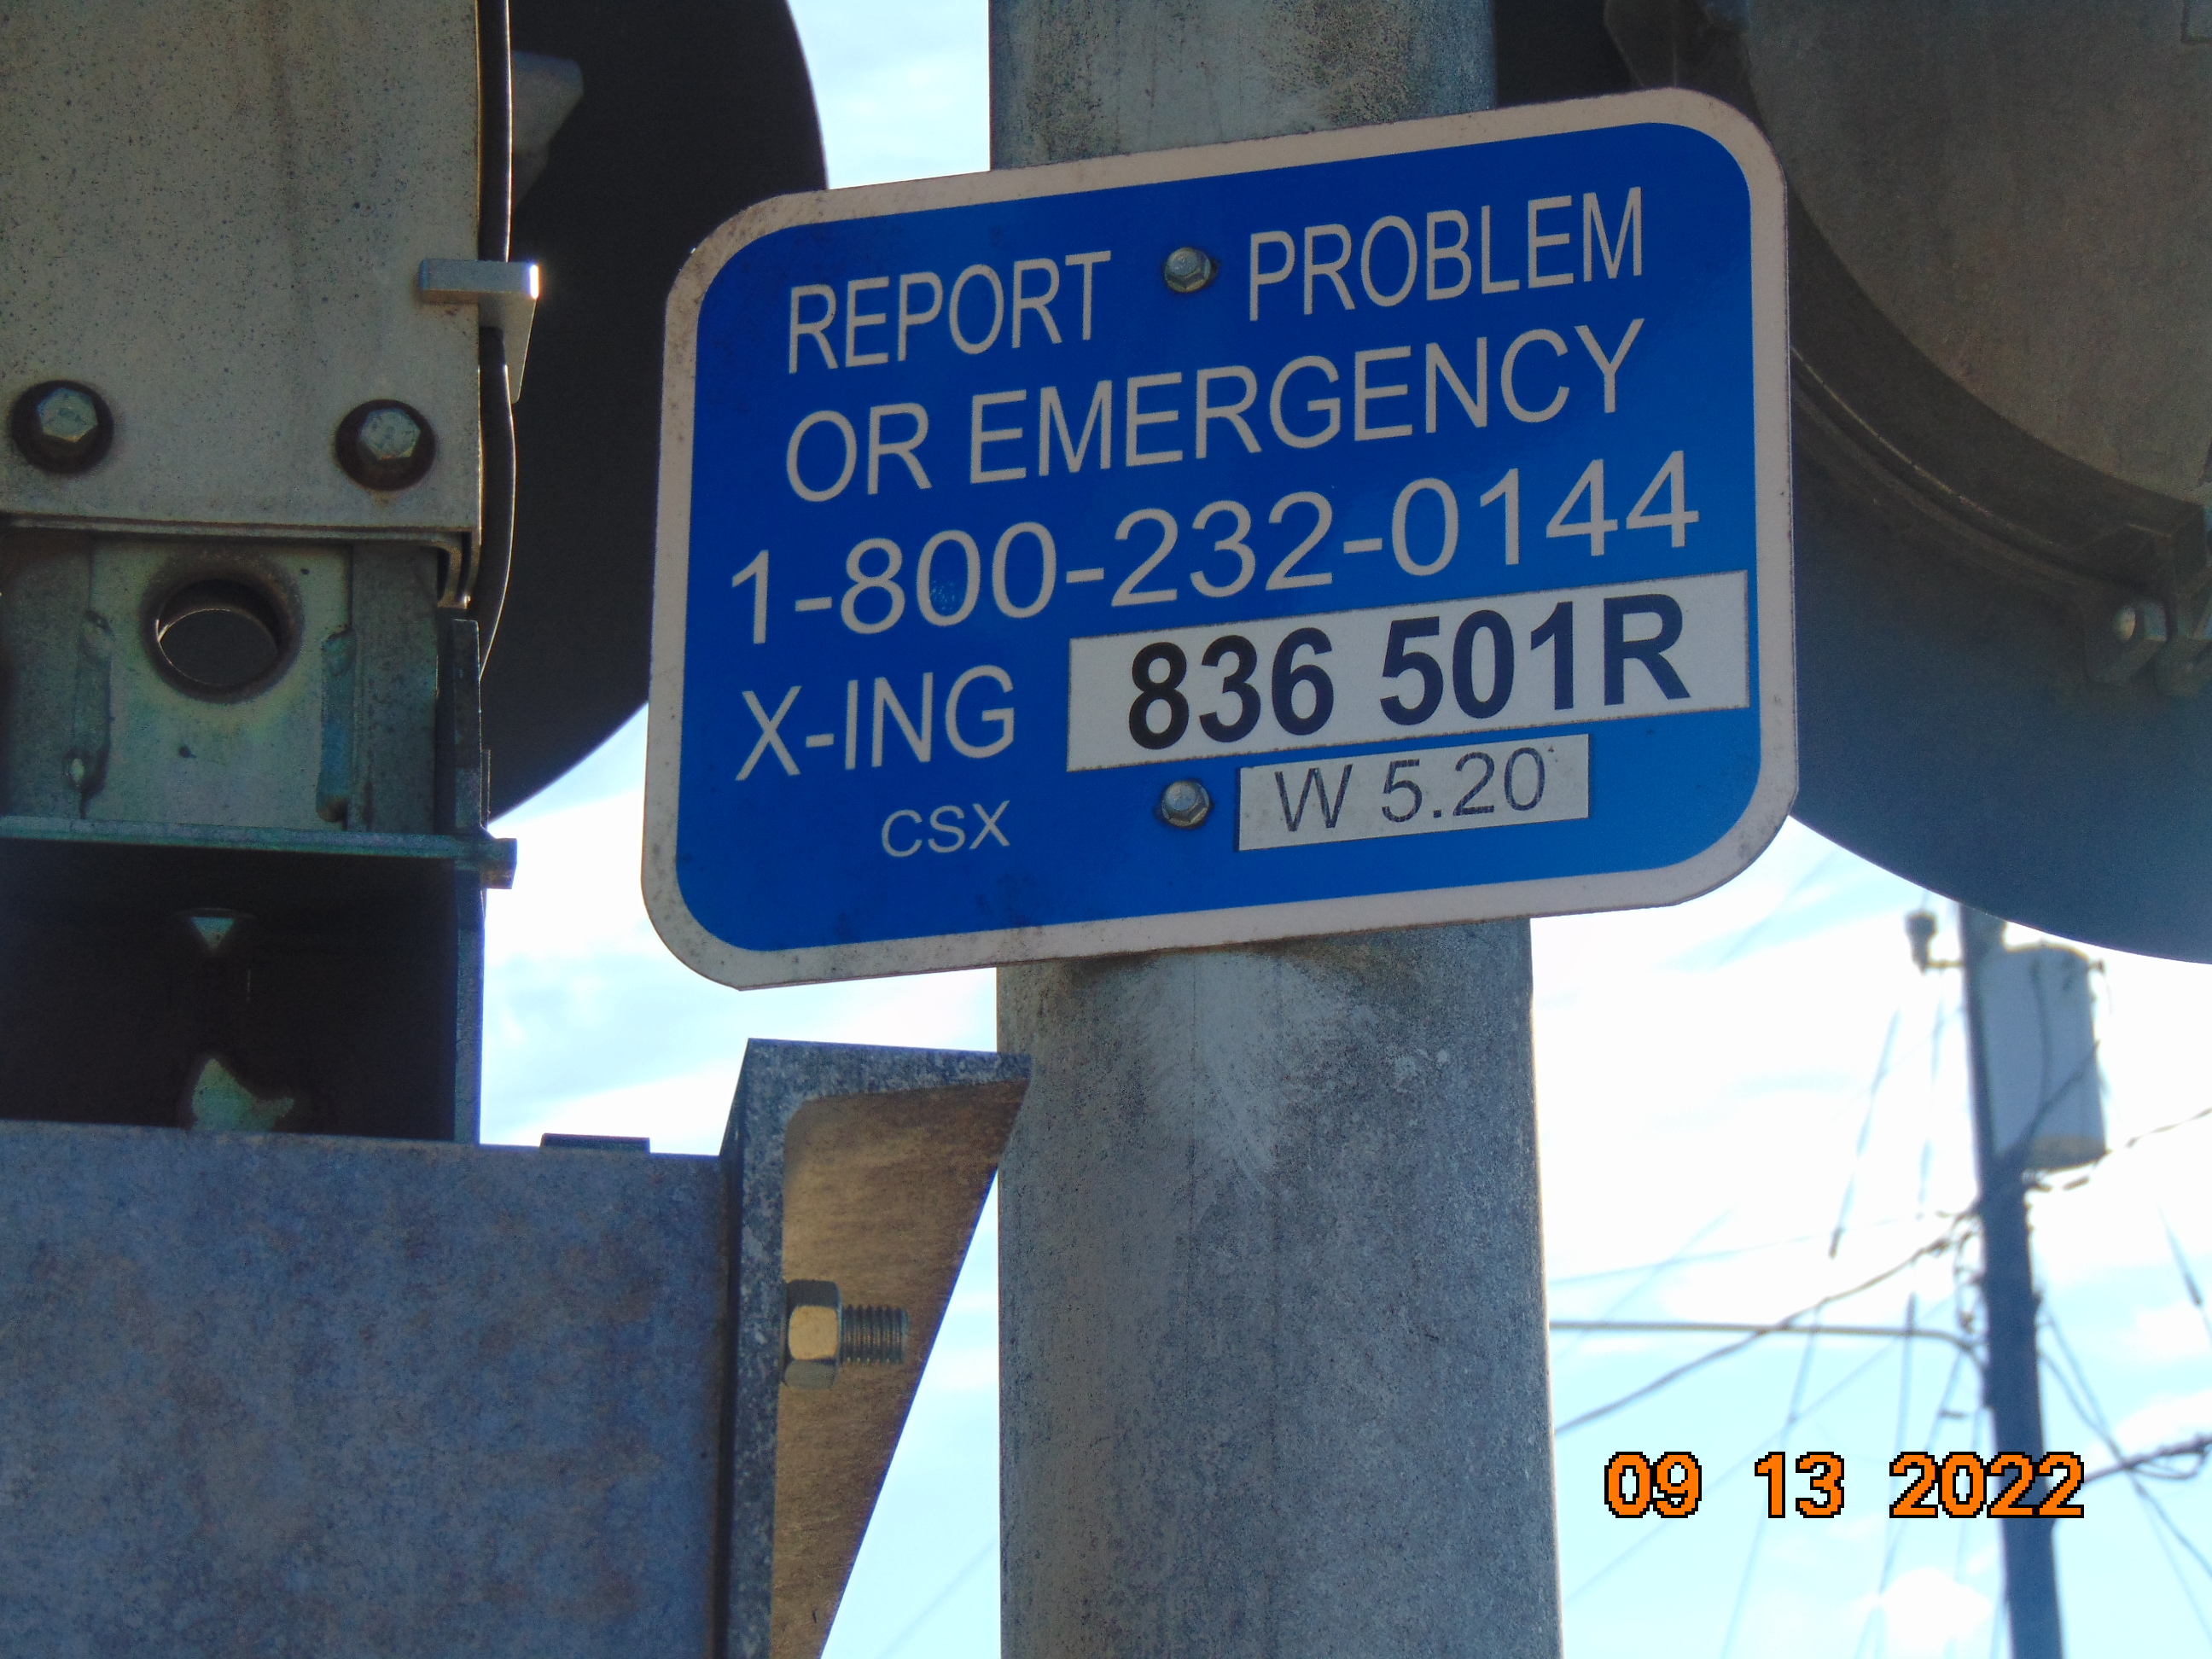 REPORT PROBLEM
OR EMERGENCY
1-800-232-0144
X-ING 836 501R
CSX W 5.20
09 13 2022